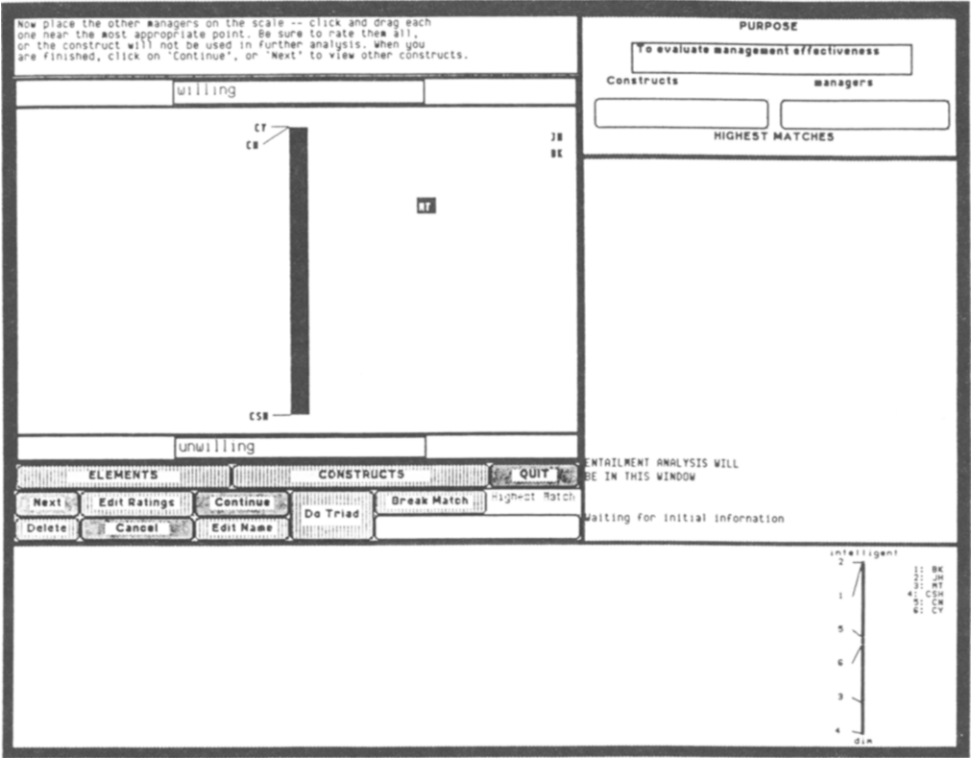 Now place the other managers on the scale -- click and drag each
one near the most appropriate point. Be sure to rate them all,
or the construct will not be used in further analysis. When you
are finished, click on 'Continue', or 'Next' to view other constructs.
willing
CY
CW
JH
BK
MT
CSH
unwilling
ELEMENTS
CONSTRUCTS
QUIT
Next
Edit Ratings
Continue
Do Triad
Break Match
Highest Match
Delete
Cancel
Edit Name
PURPOSE
To evaluate management effectiveness
Constructs
managers
HIGHEST MATCHES
ENTAILMENT ANALYSIS WILL
BE IN THIS WINDOW
Waiting for initial information
intelligent
2
1
5
6
3
4
dim
1: BK
2: JH
3: MT
4: CSH
5: CW
6: CY